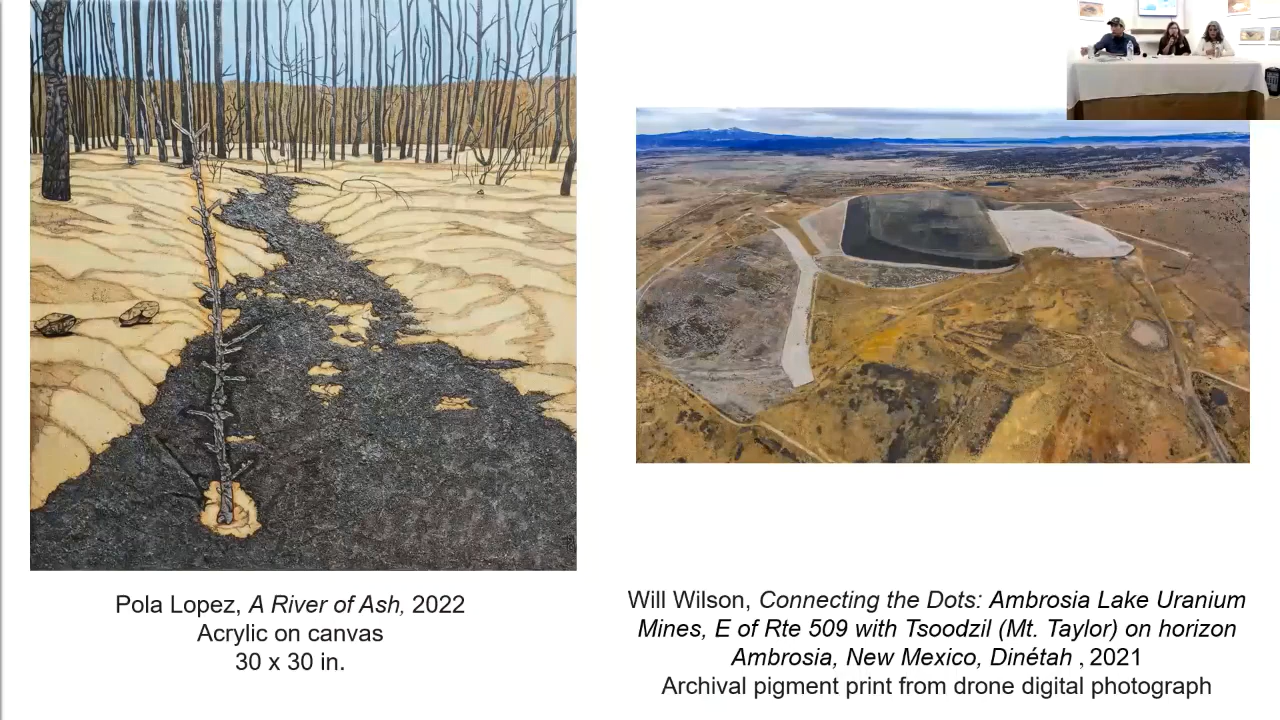 Pola Lopez, A River of Ash, 2022
Acrylic on canvas
30 x 30 in.
Will Wilson, Connecting the Dots: Ambrosia Lake Uranium
Mines, E of Rte 509 with Tsoodzil (Mt. Taylor) on horizon
Ambrosia, New Mexico, Dinétah , 2021
Archival pigment print from drone digital photograph